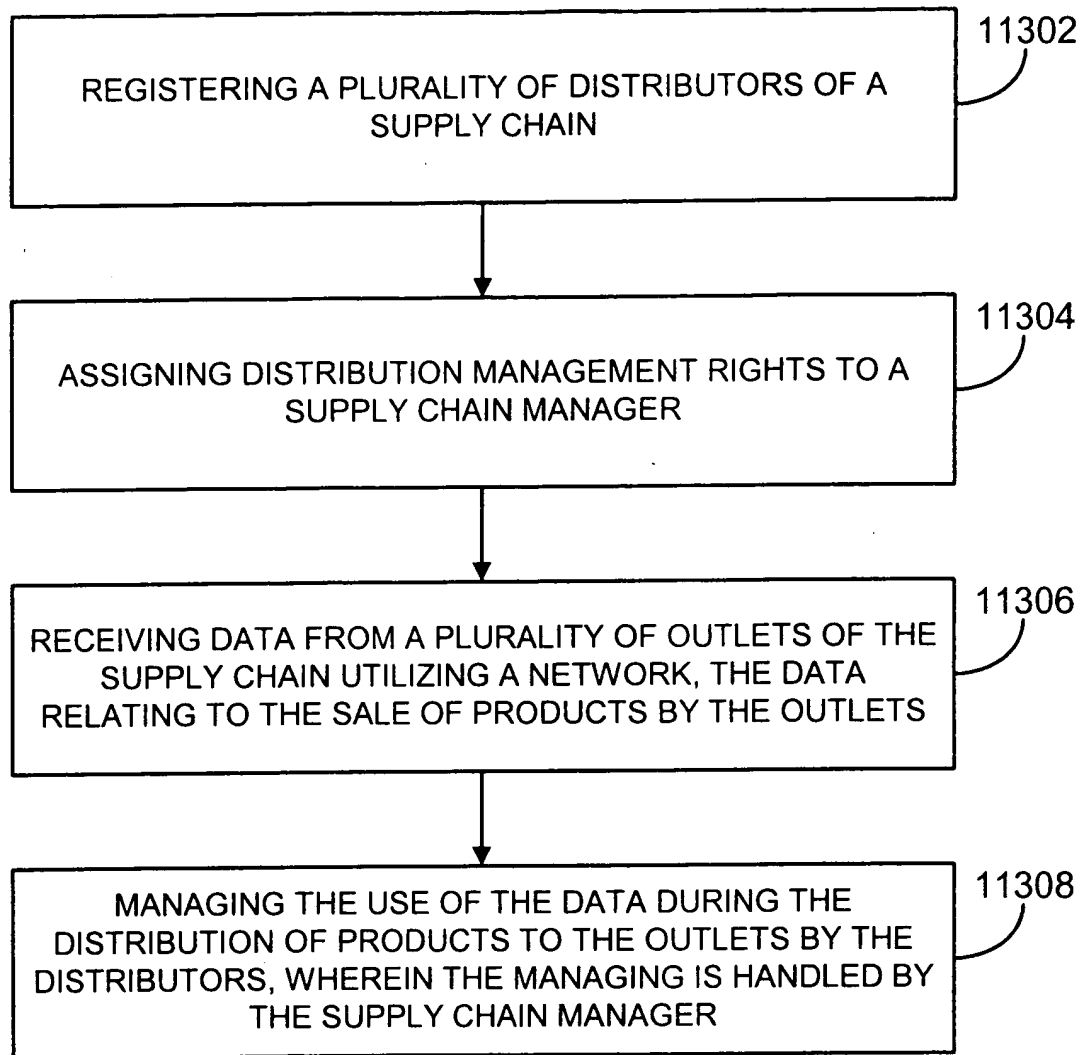 11302
REGISTERING A PLURALITY OF DISTRIBUTORS OF A
SUPPLY CHAIN
11304
ASSIGNING DISTRIBUTION MANAGEMENT RIGHTS TO A
SUPPLY CHAIN MANAGER
11306
RECEIVING DATA FROM A PLURALITY OF OUTLETS OF THE
SUPPLY CHAIN UTILIZING A NETWORK, THE DATA
RELATING TO THE SALE OF PRODUCTS BY THE OUTLETS
11308
MANAGING THE USE OF THE DATA DURING THE
DISTRIBUTION OF PRODUCTS TO THE OUTLETS BY THE
DISTRIBUTORS, WHEREIN THE MANAGING IS HANDLED BY
THE SUPPLY CHAIN MANAGER